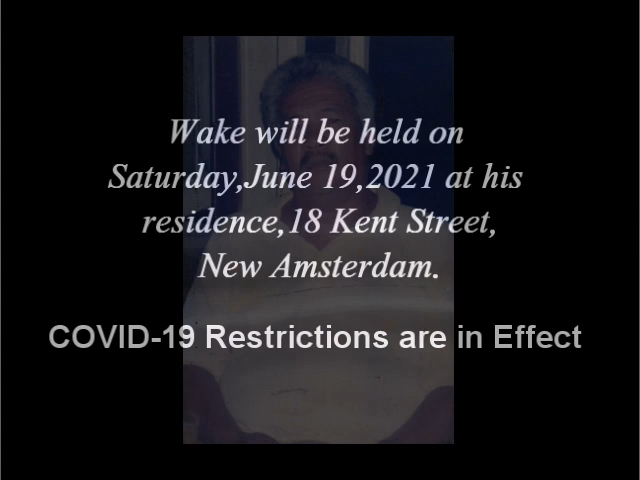 Wake will be held on
Saturday,June 19,2021 at his
residence,18 Kent Street,
New Amsterdam.
COVID-19 Restrictions are in Effect